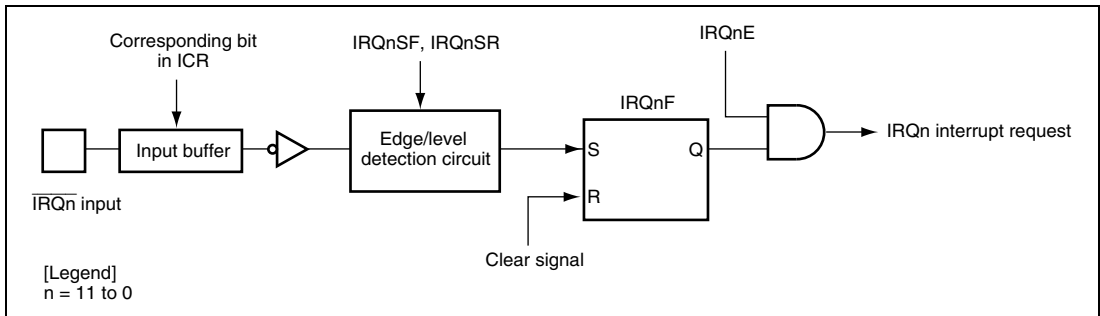 Corresponding bit
in ICR
IRQnSF, IRQnSR
IRQnE
IRQnF
Input buffer
Edge/level
detection circuit
S
Q
R
IRQn interrupt request
I̅R̅Q̅n̅ input
Clear signal
[Legend]
n = 11 to 0